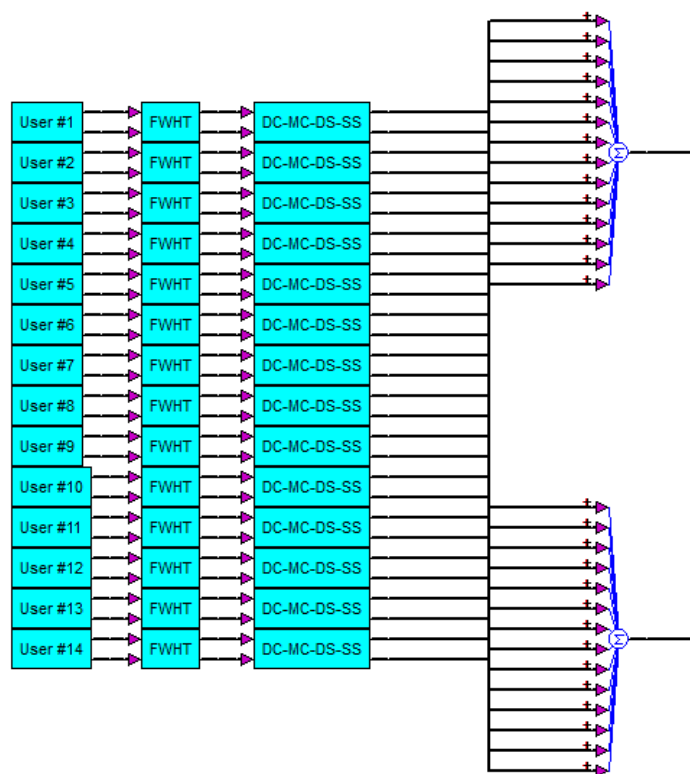 User #1 FWHT DC-MC-DS-SS
User #2 FWHT DC-MC-DS-SS
User #3 FWHT DC-MC-DS-SS
User #4 FWHT DC-MC-DS-SS
User #5 FWHT DC-MC-DS-SS
User #6 FWHT DC-MC-DS-SS
User #7 FWHT DC-MC-DS-SS
User #8 FWHT DC-MC-DS-SS
User #9 FWHT DC-MC-DS-SS
User #10 FWHT DC-MC-DS-SS
User #11 FWHT DC-MC-DS-SS
User #12 FWHT DC-MC-DS-SS
User #13 FWHT DC-MC-DS-SS
User #14 FWHT DC-MC-DS-SS
+
+
+
+
+
+
+
+
+
+
+
+
+
+
Σ
+
+
+
+
+
+
+
+
+
+
+
+
+
+
Σ